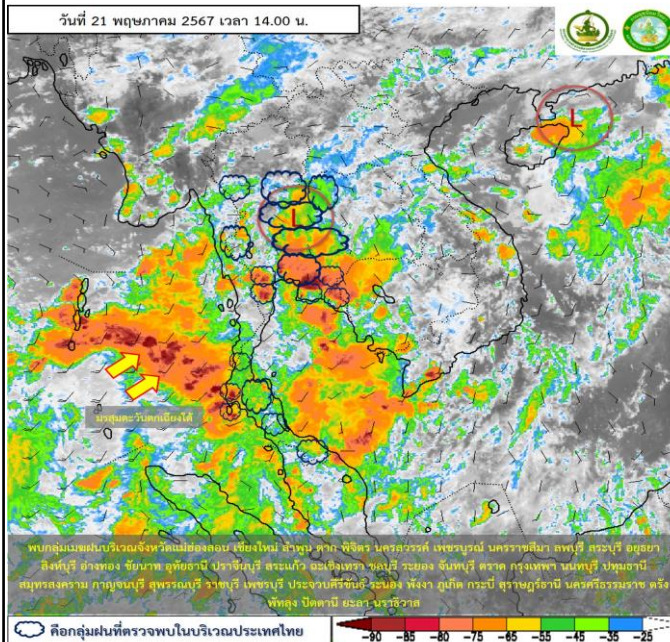 วันที่ 21 พฤษภาคม 2567 เวลา 14.00 น.
L
L
มรสุมตะวันตกเฉียงใต้
พบกลุ่มเมฆฝนบริเวณจังหวัดแม่ฮ่องสอน เชียงใหม่ ลำพูน ตาก พิจิตร นครสวรรค์ เพชรบูรณ์ นครราชสีมา ลพบุรี สระบุรี อยุธยา
สิงห์บุรี อ่างทอง ชัยนาท อุทัยธานี ปราจีนบุรี สระแก้ว ฉะเชิงเทรา ชลบุรี ระยอง จันทบุรี ตราด กรุงเทพฯ นนทบุรี ปทุมธานี
สมุทรสงคราม กาญจนบุรี สุพรรณบุรี ราชบุรี เพชรบุรี ประจวบคีรีขันธ์ ระนอง พังงา ภูเก็ต กระบี่ สุราษฎร์ธานี นครศรีธรรมราช ตรัง
พัทลุง ปัตตานี ยะลา นราธิวาส
คือกลุ่มฝนที่ตรวจพบในบริเวณประเทศไทย
-90 -85 -80 -75 -65 -55 -45 -35 -25